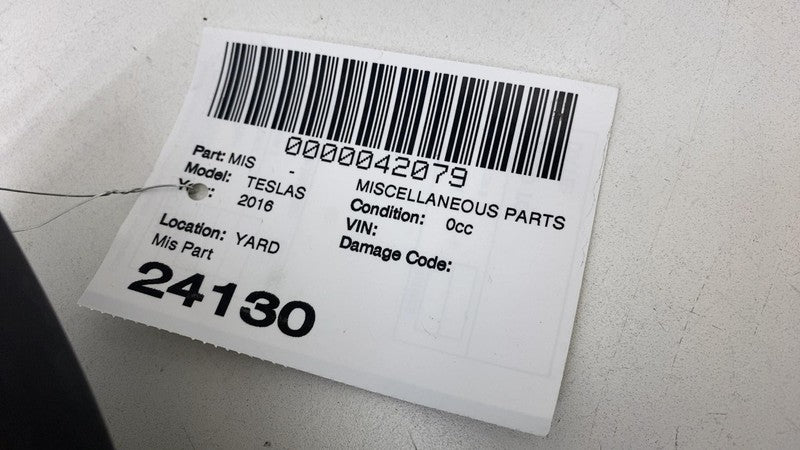 0000042079
Part: MIS - MISCELLANEOUS PARTS
Model: TESLAS Condition: 0cc
2016 VIN:
Location: YARD Damage Code:
Mis Part
24130